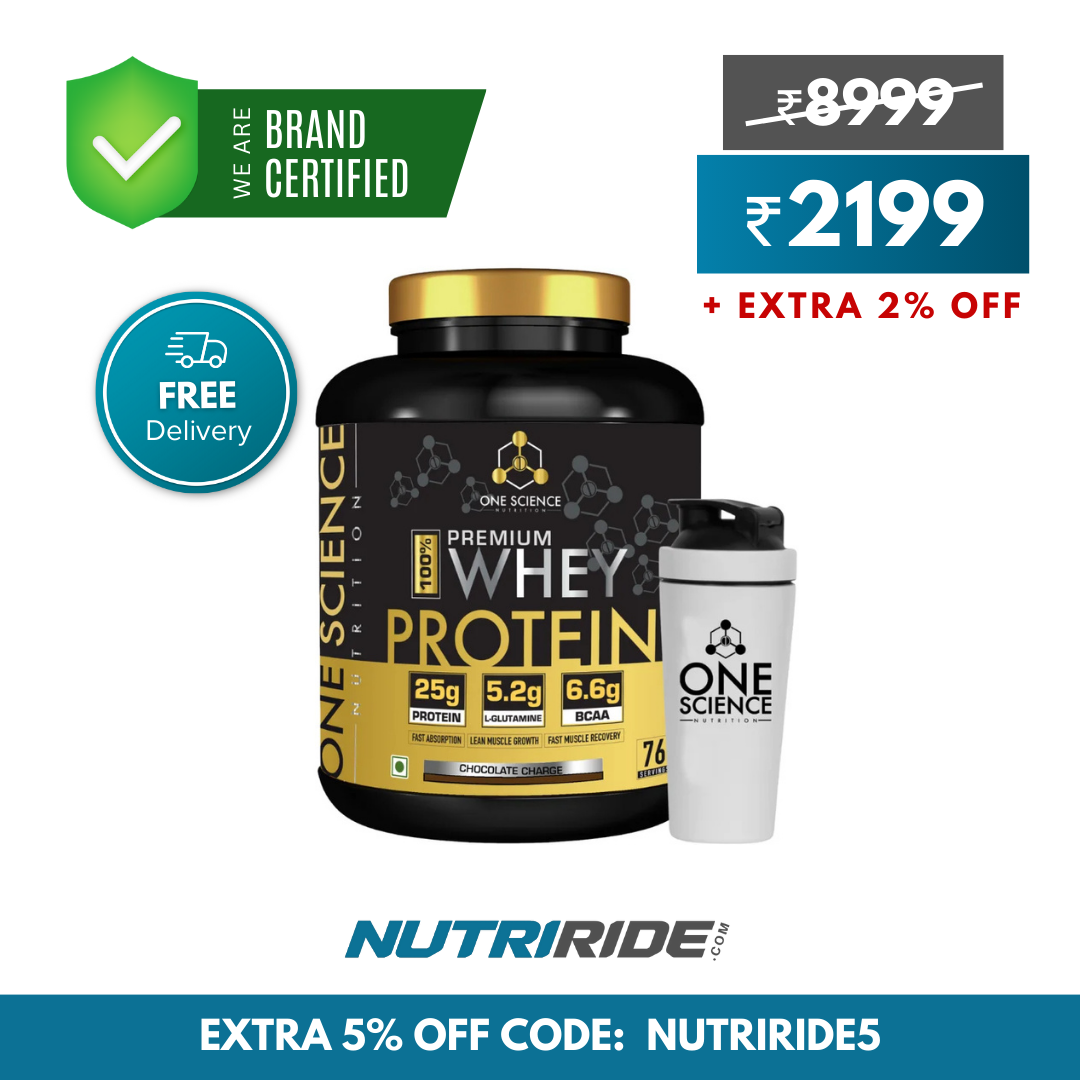 WE ARE
BRAND
CERTIFIED
₹8999
₹2199
+ EXTRA 2% OFF
FREE
Delivery
ONE SCIENCE
NUTRITION
ONE SCIENCE
NUTRITION
100%
PREMIUM
WHEY
PROTEIN
25g
PROTEIN
5.2g
L-GLUTAMINE
6.6g
BCAA
FAST ABSORPTION
LEAN MUSCLE GROWTH
FAST MUSCLE RECOVERY
76
SERVINGS
CHOCOLATE CHARGE
ONE
SCIENCE
NUTRITION
NUTRIRIDE.COM
EXTRA 5% OFF CODE: NUTRIRIDE5